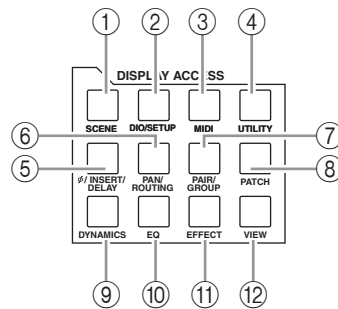 ① ② ③ ④
DISPLAY ACCESS
SCENE DIO/SETUP MIDI UTILITY
⑥ ⑦
⑤ ⑧
ø/ INSERT/ DELAY PAN/ ROUTING PAIR/ GROUP PATCH
DYNAMICS EQ EFFECT VIEW
⑨ ⑩ ⑪ ⑫